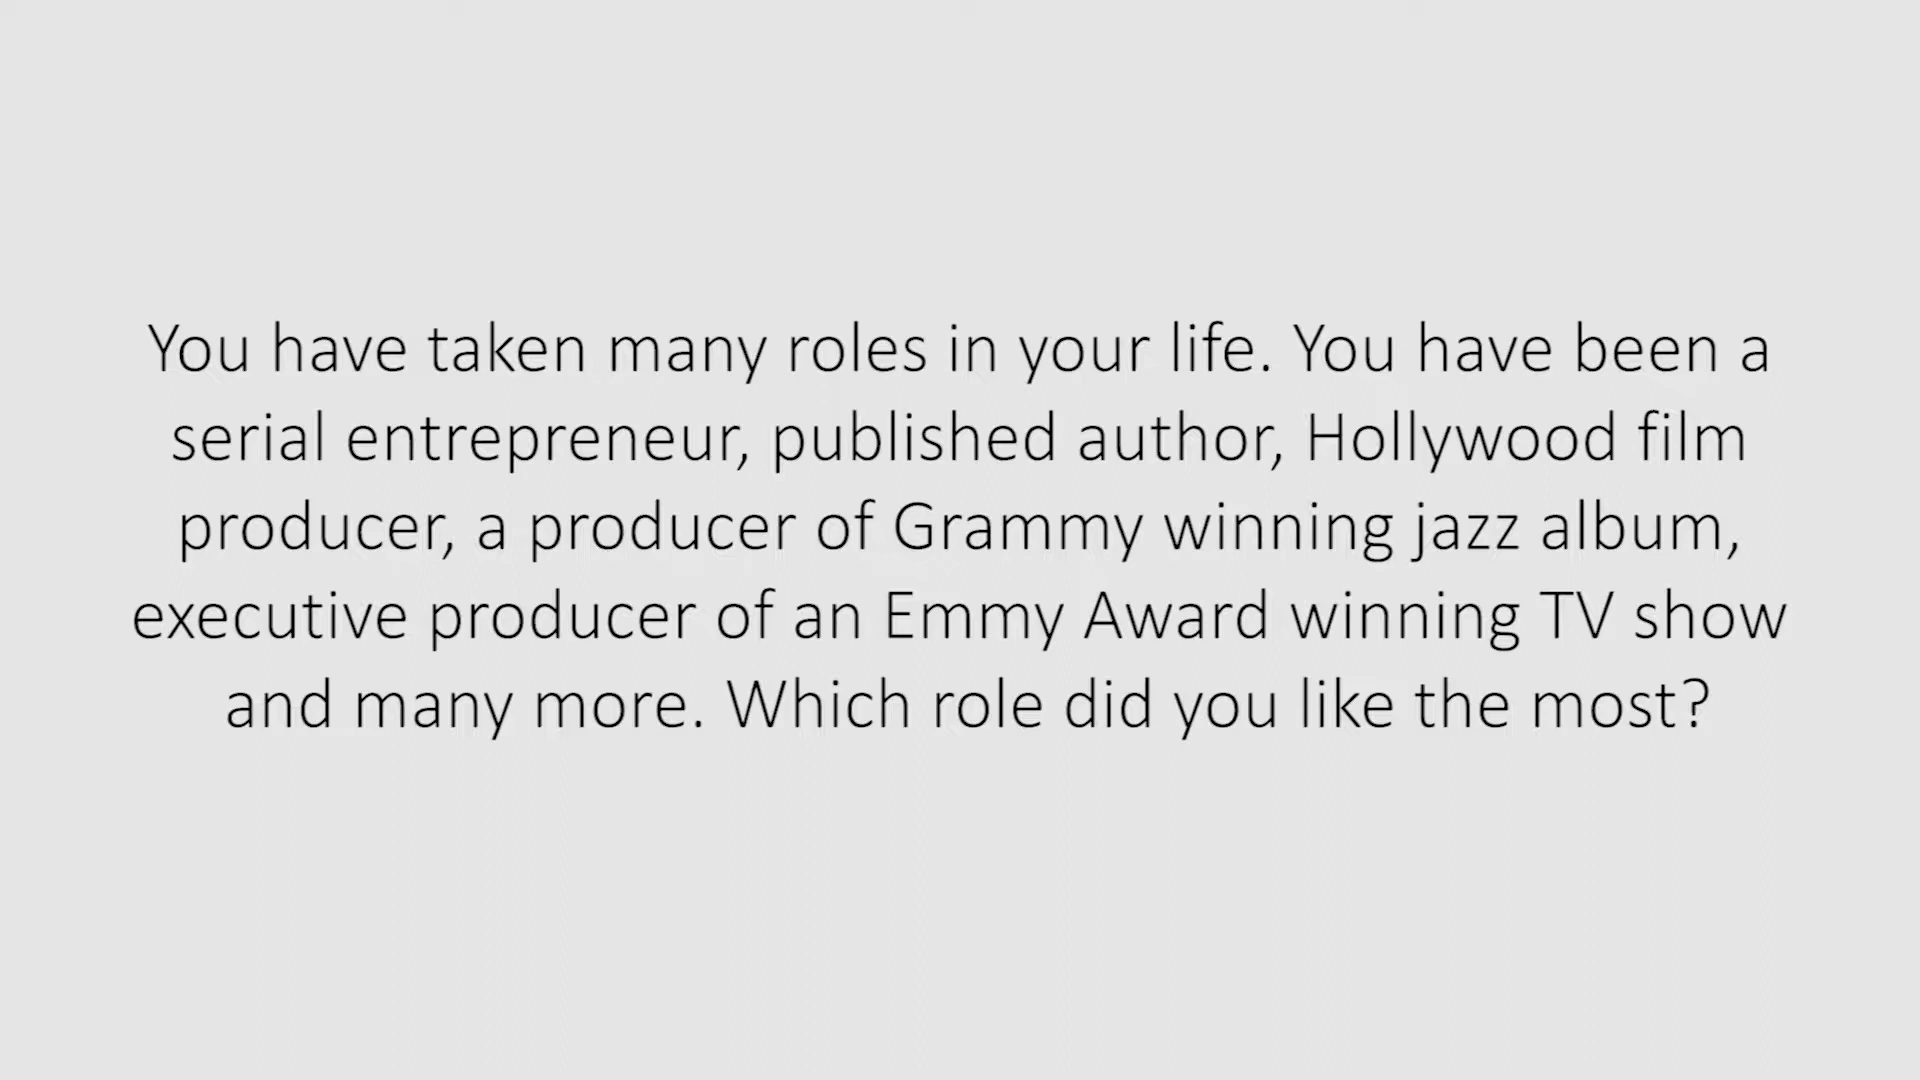 You have taken many roles in your life. You have been a
serial entrepreneur, published author, Hollywood film
producer, a producer of Grammy winning jazz album,
executive producer of an Emmy Award winning TV show
and many more. Which role did you like the most?